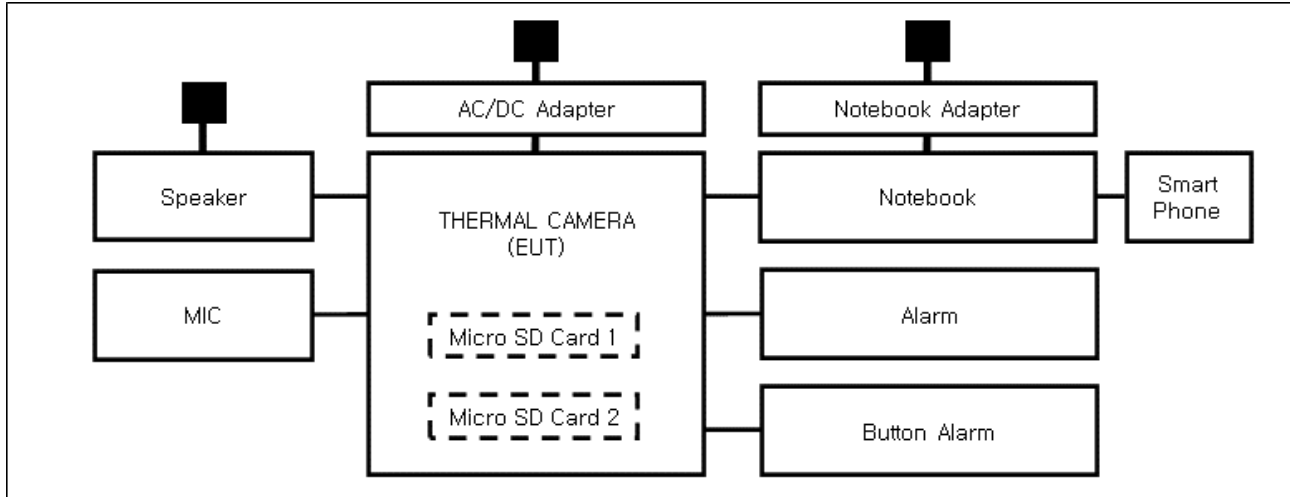 AC/DC Adapter
Notebook Adapter
Speaker
THERMAL CAMERA
(EUT)
Notebook
Smart
Phone
MIC
Micro SD Card 1
Alarm
Micro SD Card 2
Button Alarm